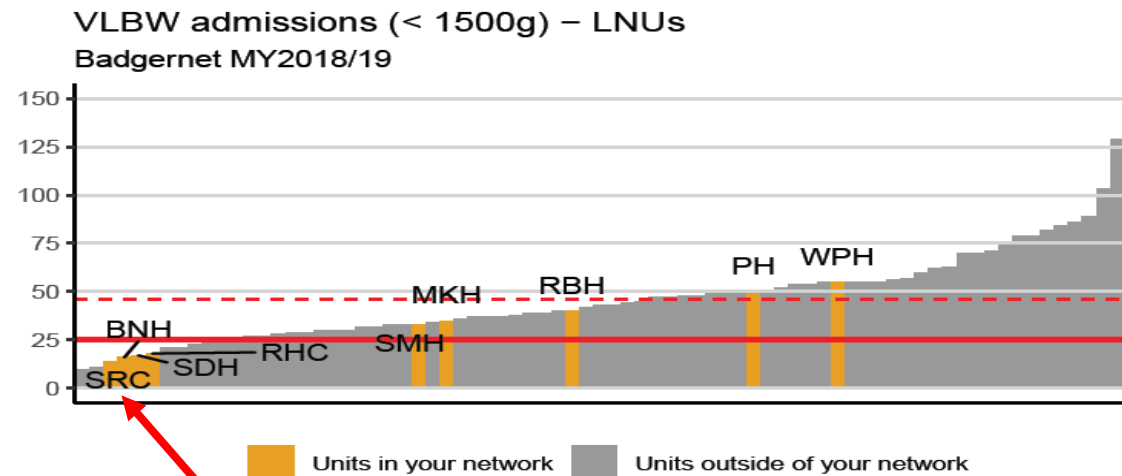 VLBW admissions (< 1500g) − LNUs
Badgernet MY2018/19
150
125
100
75
50
25
0
WPH
PH
RBH
MKH
SMH
BNH
RHC
SDH
SRC
Units in your network
Units outside of your network